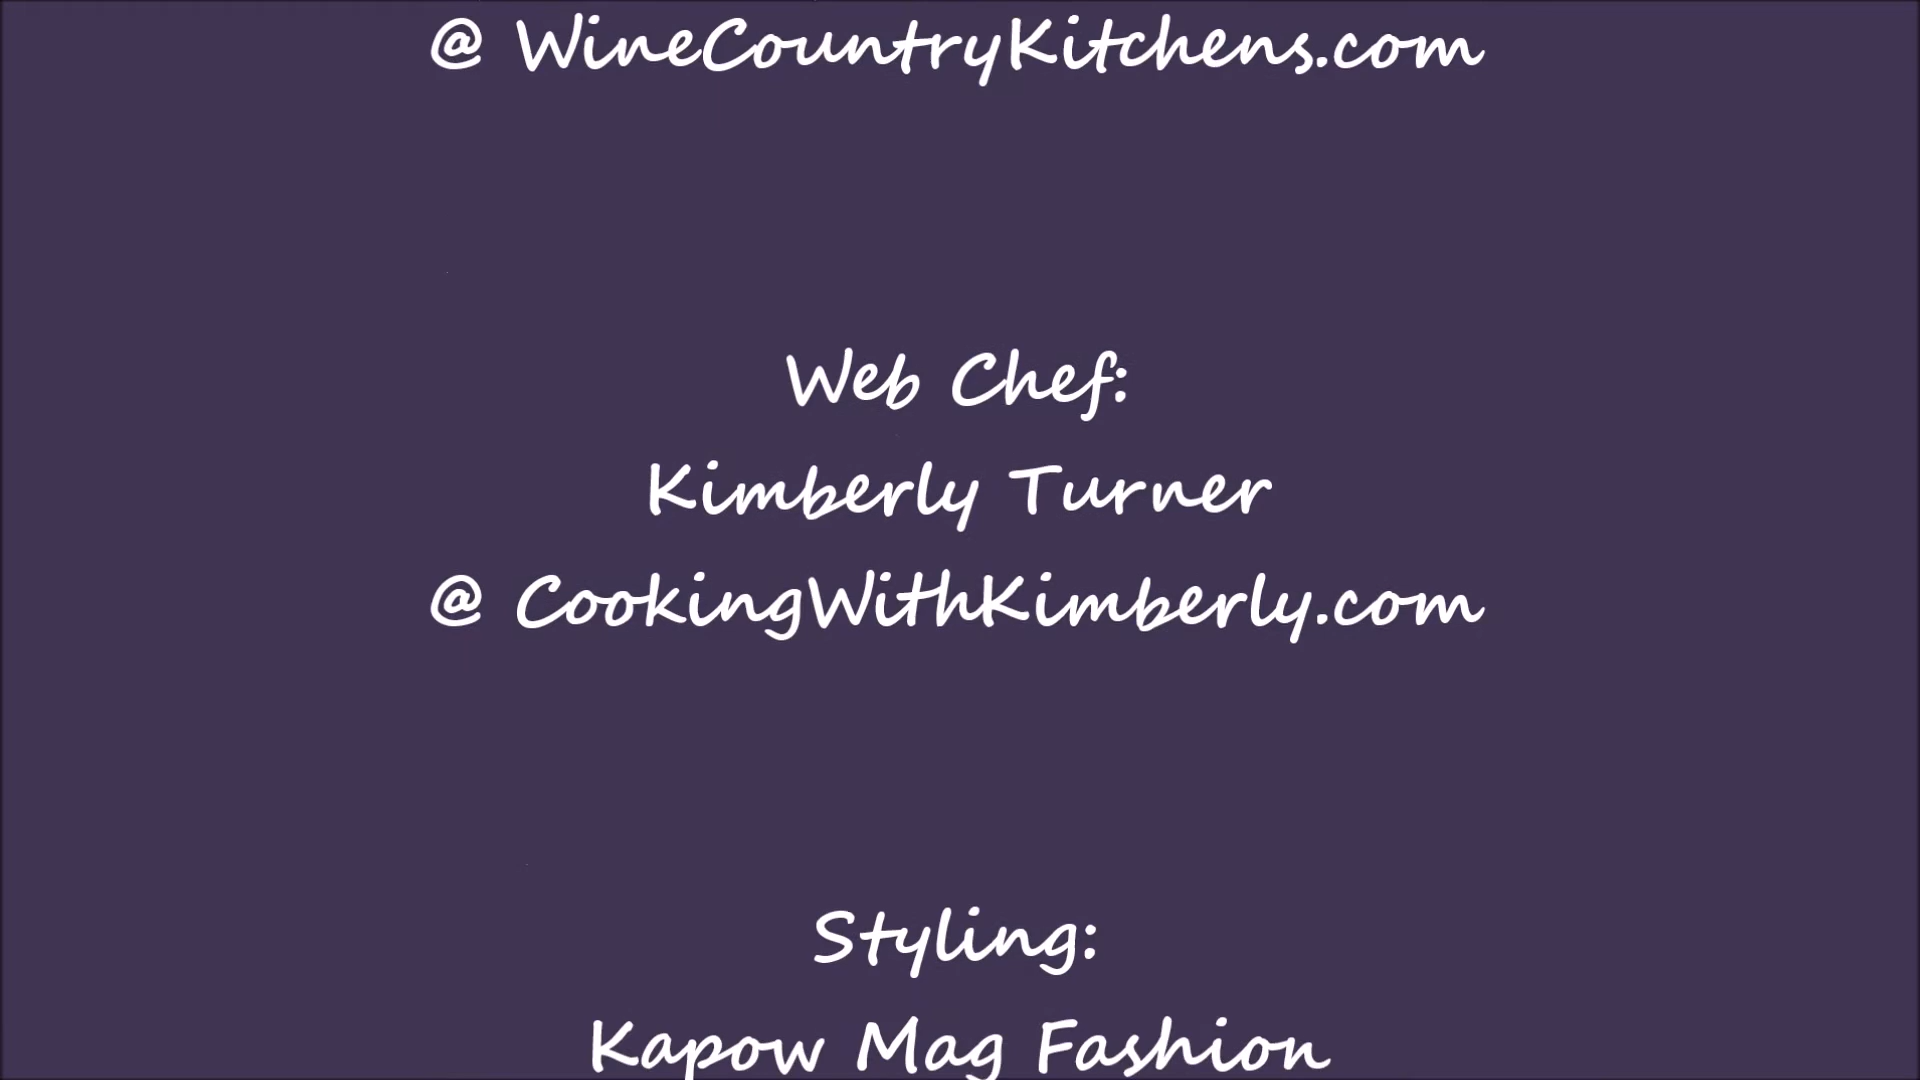 @ WineCountryKitchens.com
Web Chef:
Kimberly Turner
@ CookingWithKimberly.com
Styling:
Kapow Mag Fashion